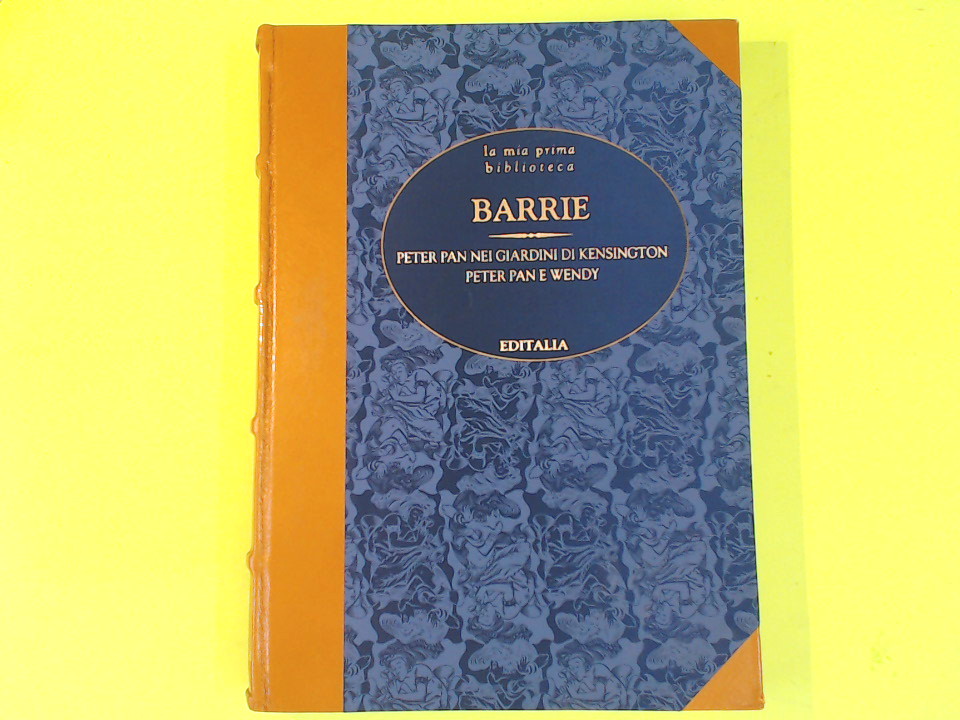 la mia prima
biblioteca
BARRIE
PETER PAN NEI GIARDINI DI KENSINGTON
PETER PAN E WENDY
EDITALIA